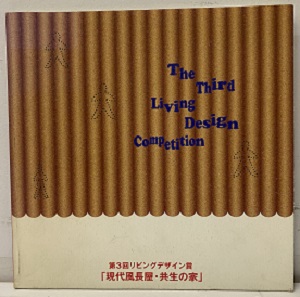 The
Third
Living
Design
Competition
第3回リビングデザイン賞
「現代風長屋・共生の家」